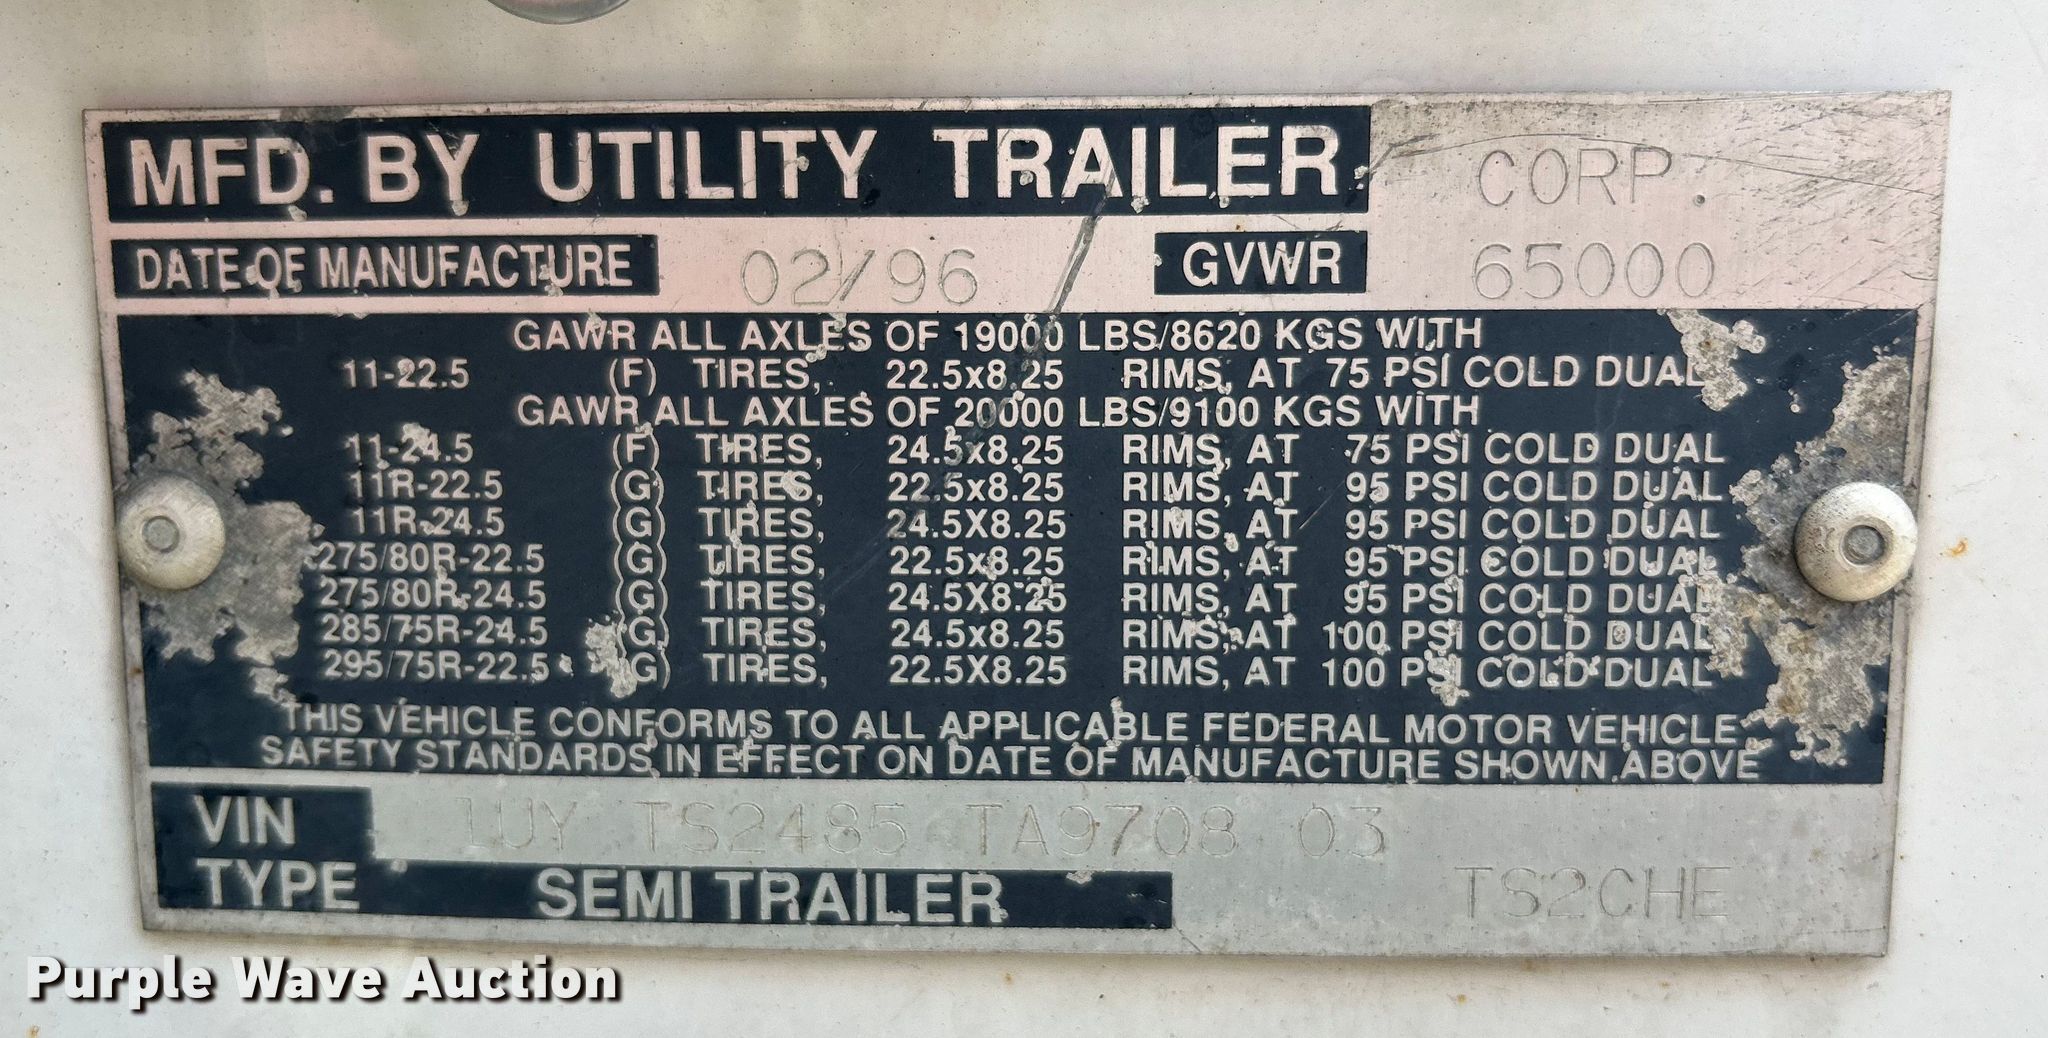 MFD. BY UTILITY TRAILER CORP.
DATE OF MANUFACTURE 02/96 GVWR 65000
GAWR ALL AXLES OF 19000 LBS/8620 KGS WITH
11-22.5 (F) TIRES, 22.5x8.25 RIMS, AT 75 PSI COLD DUAL
GAWR ALL AXLES OF 20000 LBS/9100 KGS WITH
11-24.5 (F) TIRES, 24.5x8.25 RIMS, AT 75 PSI COLD DUAL
11R-22.5 (G) TIRES, 22.5x8.25 RIMS, AT 95 PSI COLD DUAL
11R-24.5 (G) TIRES, 24.5X8.25 RIMS, AT 95 PSI COLD DUAL
275/80R-22.5 (G) TIRES, 22.5x8.25 RIMS, AT 95 PSI COLD DUAL
275/80R-24.5 (G) TIRES, 24.5X8.25 RIMS, AT 95 PSI COLD DUAL
285/75R-24.5 (G) TIRES, 24.5x8.25 RIMS, AT 100 PSI COLD DUAL
295/75R-22.5 (G) TIRES, 22.5X8.25 RIMS, AT 100 PSI COLD DUAL
THIS VEHICLE CONFORMS TO ALL APPLICABLE FEDERAL MOTOR VEHICLE
SAFETY STANDARDS IN EFFECT ON DATE OF MANUFACTURE SHOWN ABOVE
VIN 1UY TS2485 TA9708 03
TYPE SEMI TRAILER TS2CHE
Purple Wave Auction